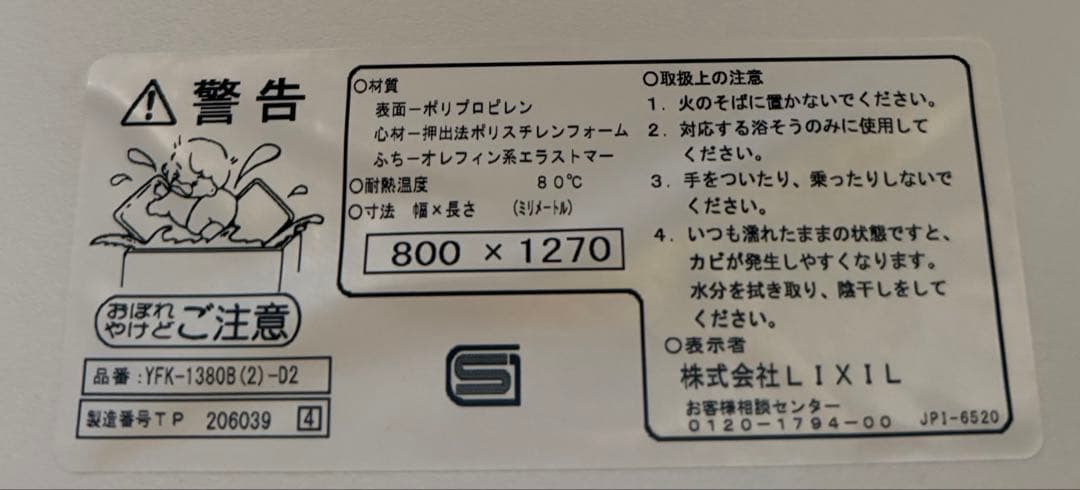 警告
おぼれ
やけど ご注意
品番:YFK-1380B(2)-D2
製造番号TP 206039 4
○材質
表面−ポリプロピレン
心材−押出法ポリスチレンフォーム
ふち−オレフィン系エラストマー
○耐熱温度 80℃
○寸法 幅×長さ (ミリメートル)
800 × 1270
○取扱上の注意
1. 火のそばに置かないでください。
2. 対応する浴そうのみに使用して
ください。
3. 手をついたり、乗ったりしないで
ください。
4. いつも濡れたままの状態ですと、
カビが発生しやすくなります。
水分を拭き取り、陰干しをして
ください。
○表示者
株式会社LIXIL
お客様相談センター
0120−1794−00 JPI-6520